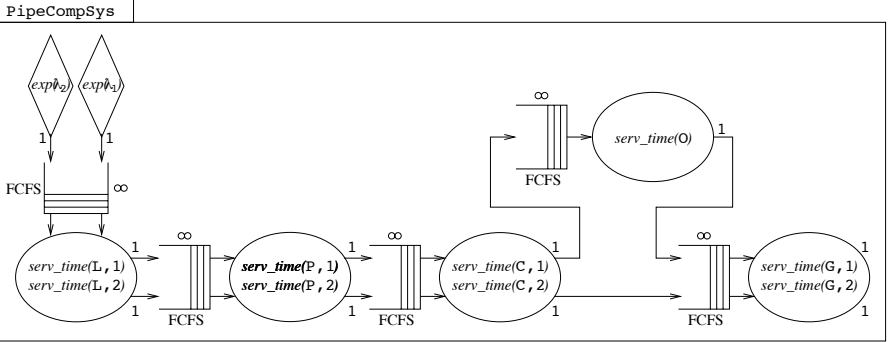 PipeCompSys
exp(λ2)
exp(λ1)
1
1
FCFS
∞
serv_time(L,1)
serv_time(L,2)
1
1
∞
FCFS
serv_time(P,1)
serv_time(P,2)
1
1
∞
FCFS
serv_time(C,1)
serv_time(C,2)
1
1
∞
FCFS
serv_time(O)
1
∞
FCFS
serv_time(G,1)
serv_time(G,2)
1
1